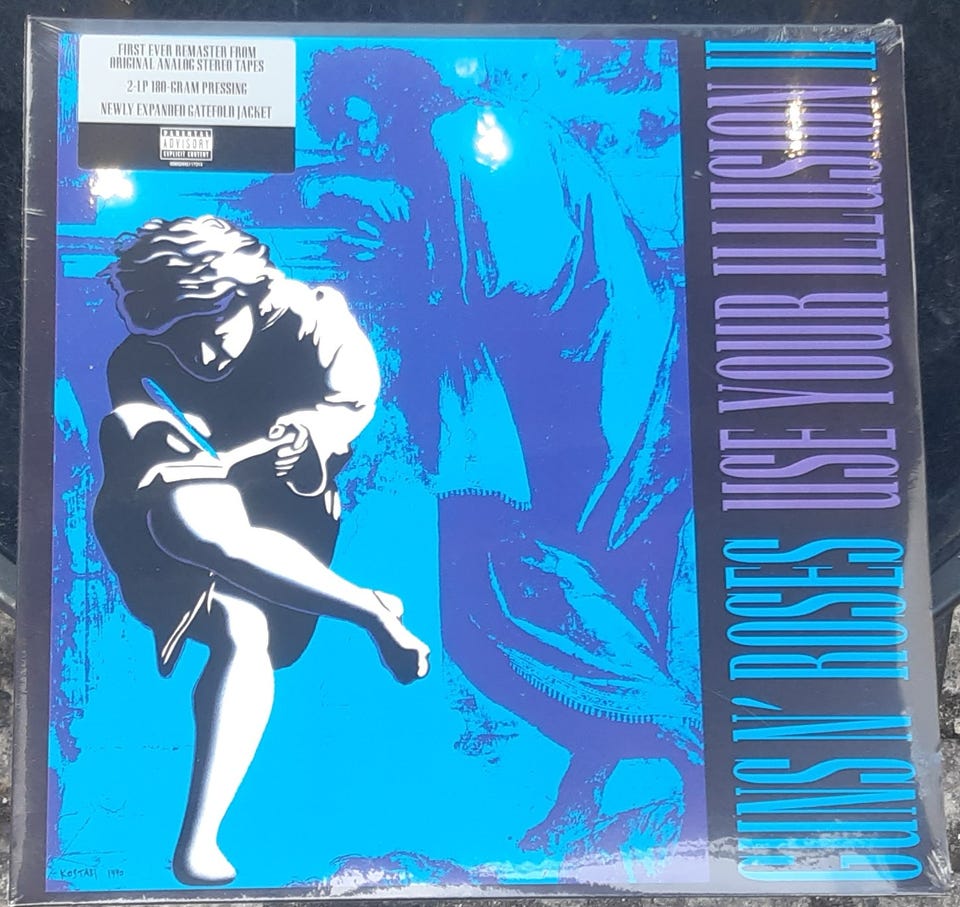 FIRST EVER REMASTER FROM
ORIGINAL ANALOG STEREO TAPES
2-LP 180-GRAM PRESSING
NEWLY EXPANDED GATEFOLD JACKET
PARENTAL
ADVISORY
EXPLICIT CONTENT
GUNS N' ROSES USE YOUR ILLUSION II
KOSTABI 1990